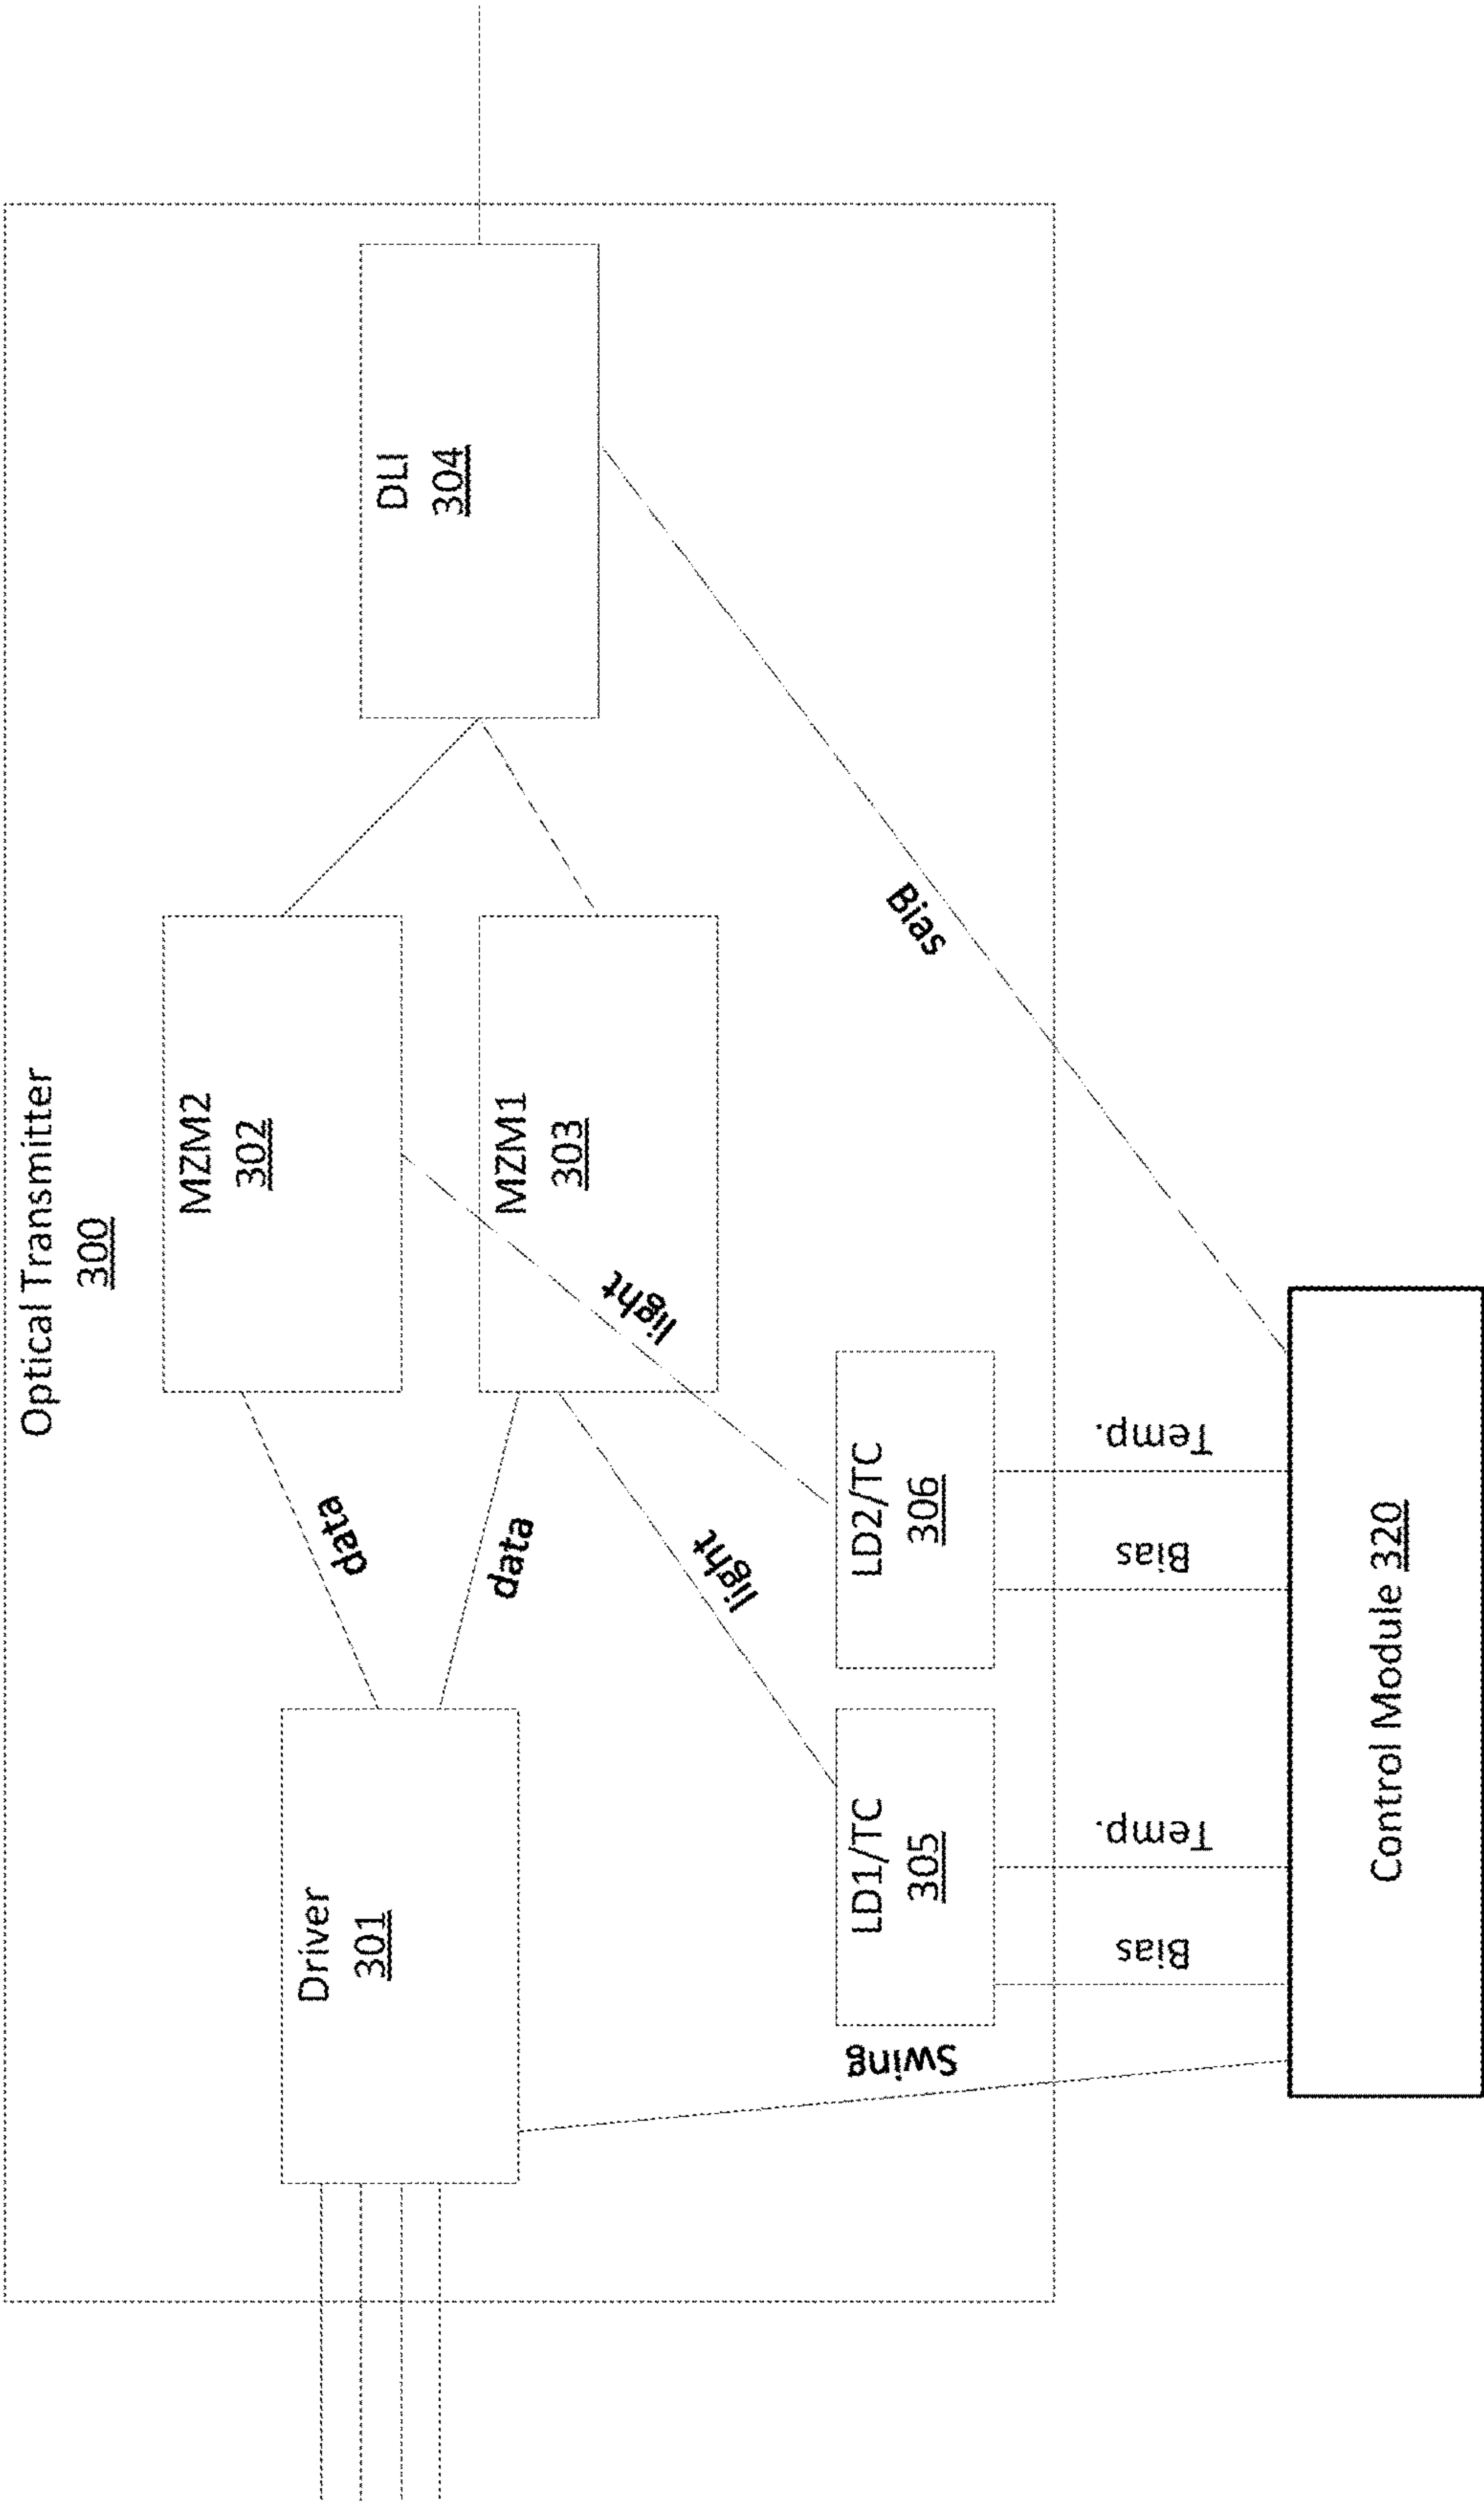 Optical Transmitter
300
MZM2
302
Driver
301
data
DLI
304
MZM1
303
data
light
light
Bias
LD1/TC
305
LD2/TC
306
Swing
Bias
Temp.
Bias
Temp.
Control Module 320